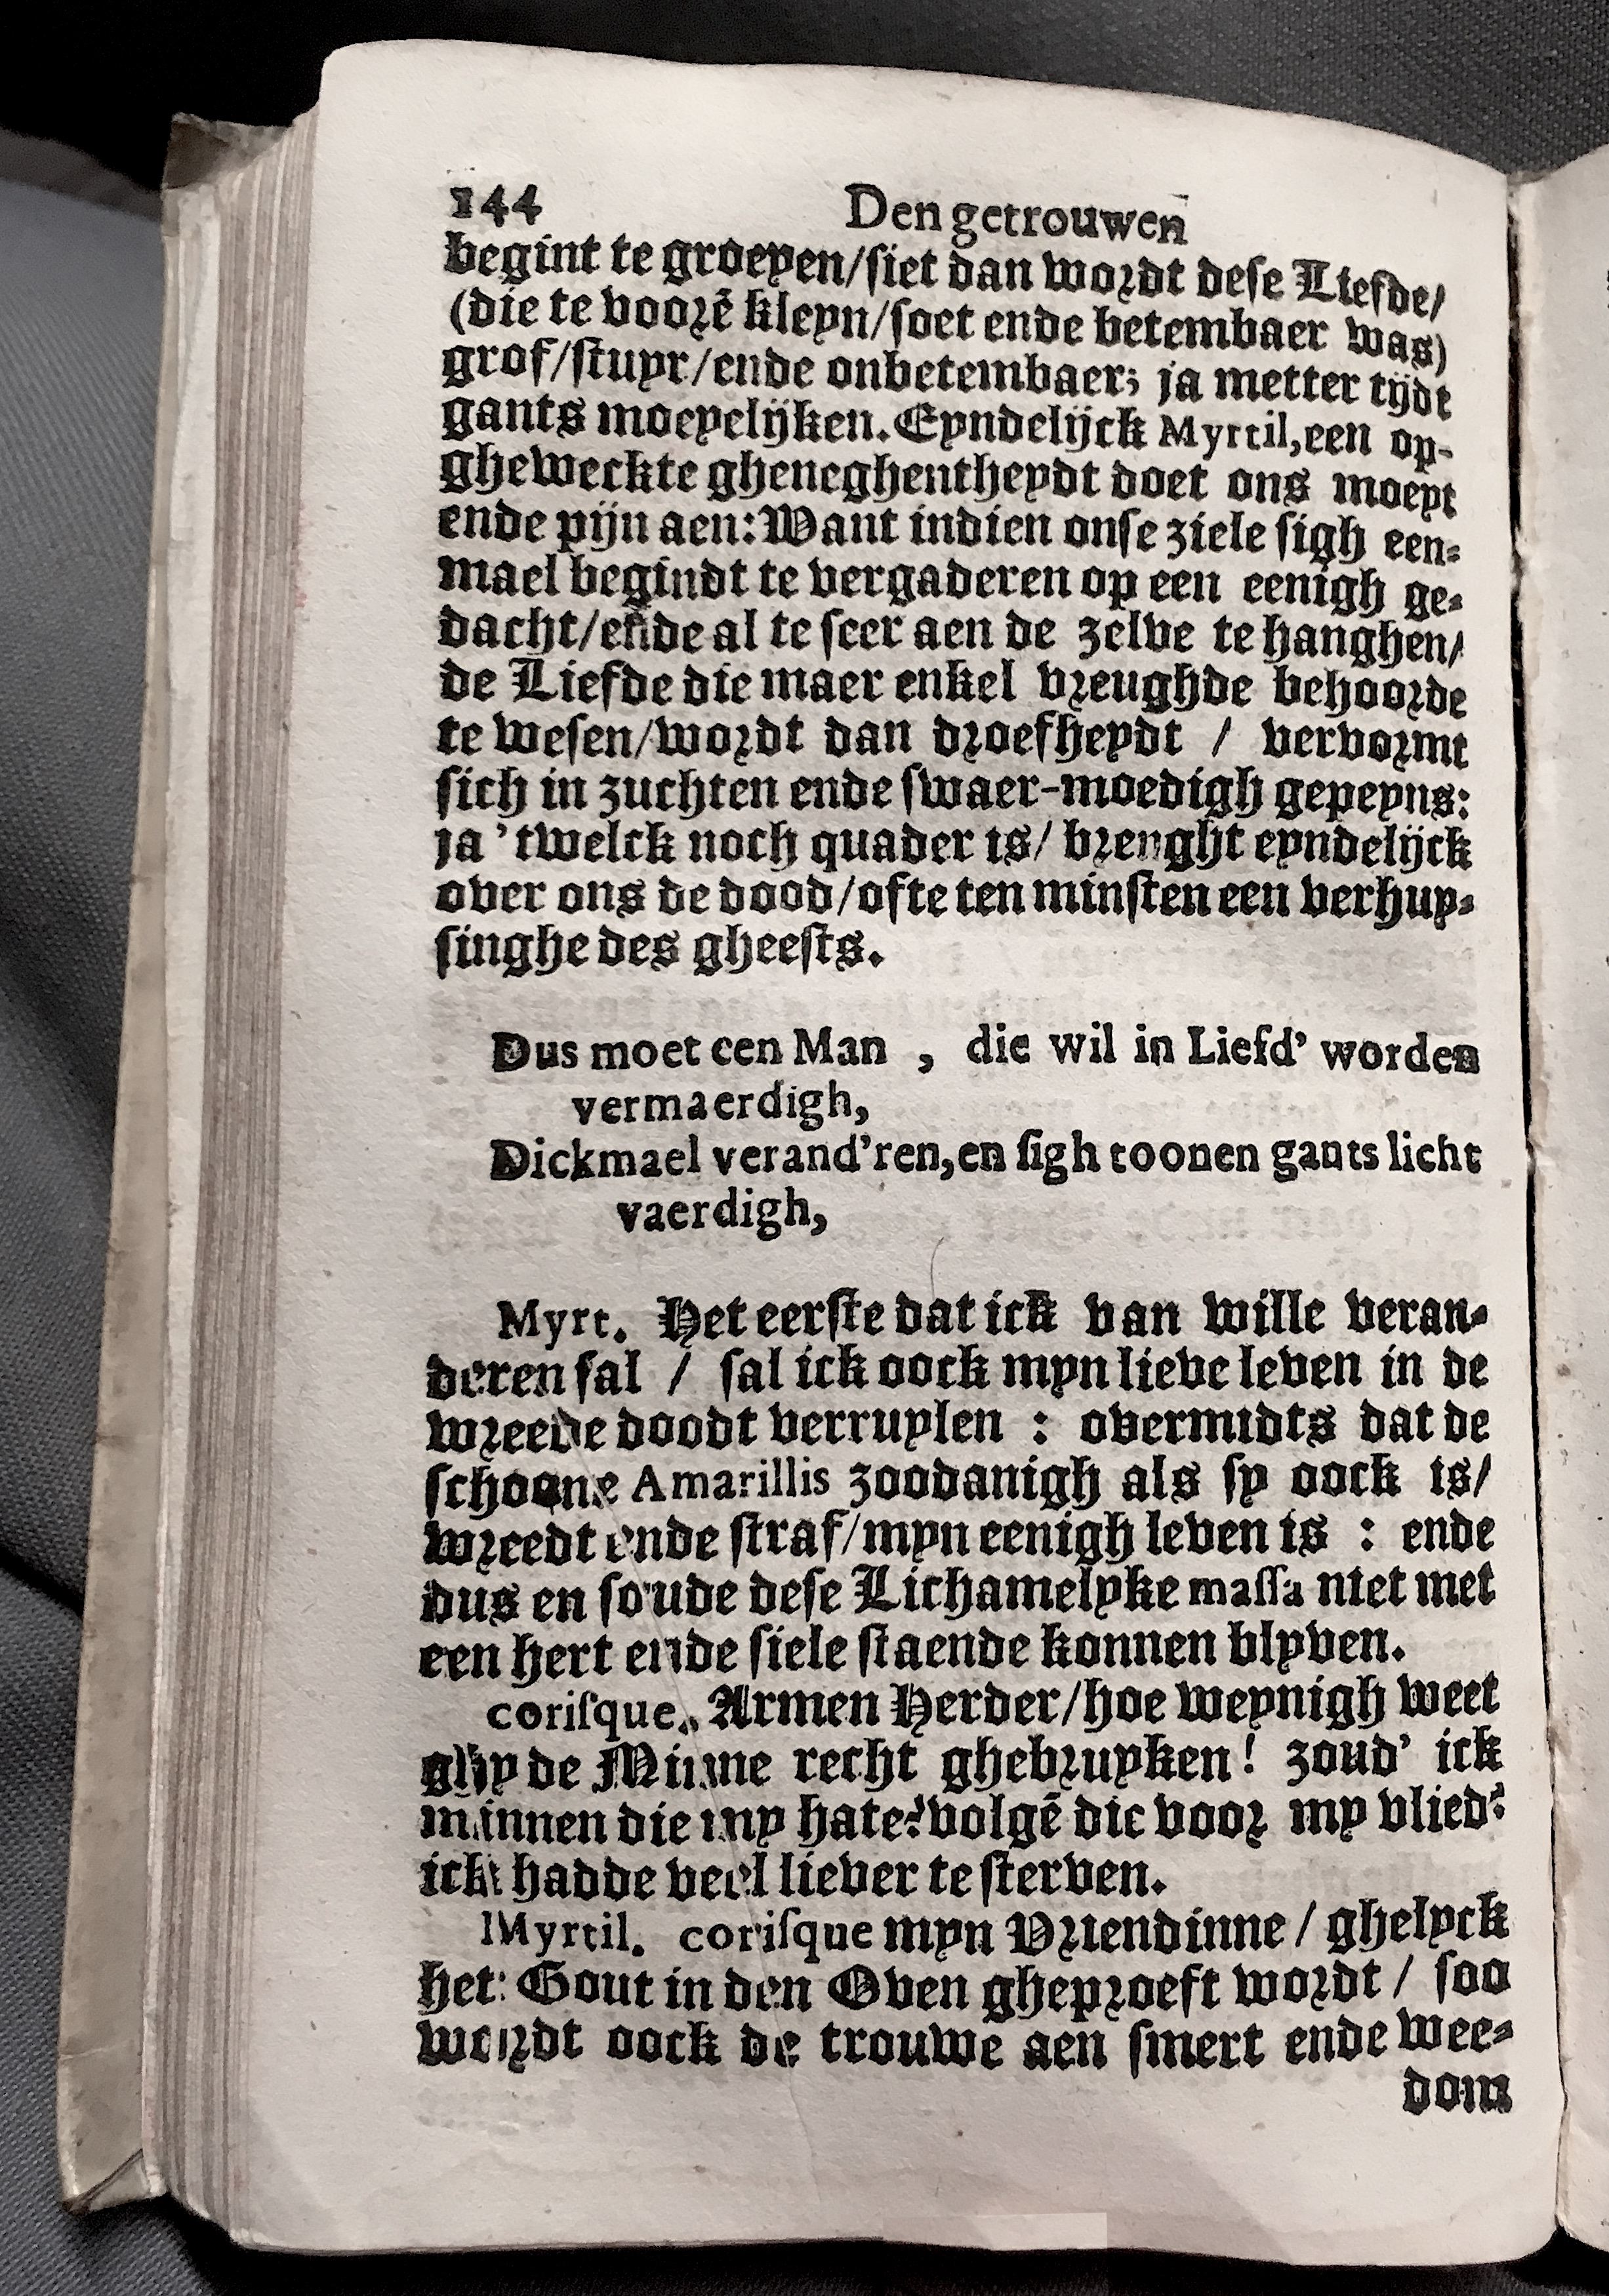 144 Den getrouwen
begint te groeyen/siet dan wordt dese Liefde/
(die te voorē kleyn/soet ende betembaer was)
grof/stuyr/ende onbetembaer; ja metter tijdt
gants moeyelijken. Eyndelijck Myrtil, een op-
gheweckte gheneghentheydt doet ons moeyt
ende pijn aen: Want indien onse ziele sigh een-
mael begindt te vergaderen op een eenigh ge-
dacht/ende al te seer aen de zelve te hanghen/
de Liefde die maer enkel vreughde behoorde
te wesen/wordt dan droefheydt / vervormt
sich in zuchten ende swaer-moedigh gepeyns:
ja 'twelck noch quader is/ brenght eyndelijck
over ons de dood/ofte ten minsten een verhuy-
singhe des gheests.
Dus moet een Man , die wil in Liefd' worden
vermaerdigh,
Dickmael verand'ren, en sigh toonen gants licht
vaerdigh,
Myrt. Het eerste dat ick van wille veran-
deren sal / sal ick oock myn lieve leven in de
wreede doodt verruylen : overmidts dat de
schoone Amarillis zoodanigh als sy oock is/
wreedt ende straf/myn eenigh leven is : ende
dus en soude dese Lichamelyke massa niet met
een hert ende siele staende konnen blyven.
corisque. Armen Herder/hoe weynigh weet
ghy de Minne recht ghebruyken! zoud' ick
minnen die my hate? volgē die voor my vlied?
ick hadde veel liever te sterven.
Myrtil. corisque myn Vriendinne / ghelyck
het Gout in den Oven gheproeft wordt / soo
wordt oock de trouwe aen smert ende wee-
dom